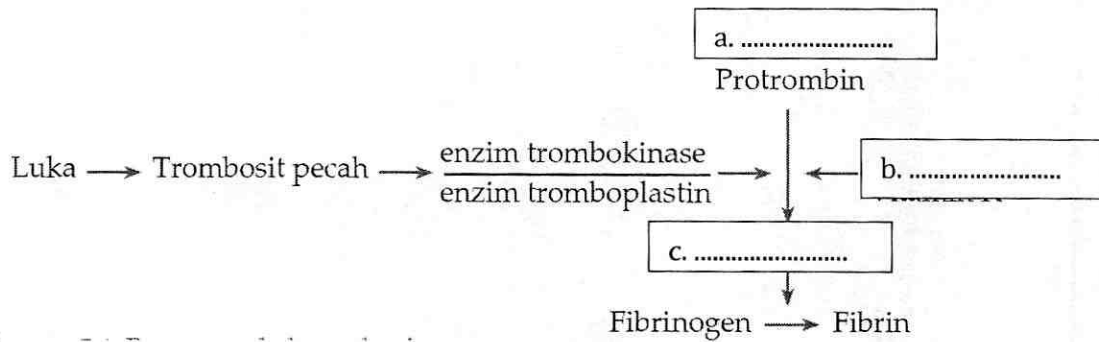 a. .........................
Protrombin
Luka → Trombosit pecah → enzim trombokinase
enzim tromboplastin
b. .........................
c. .........................
Fibrinogen → Fibrin